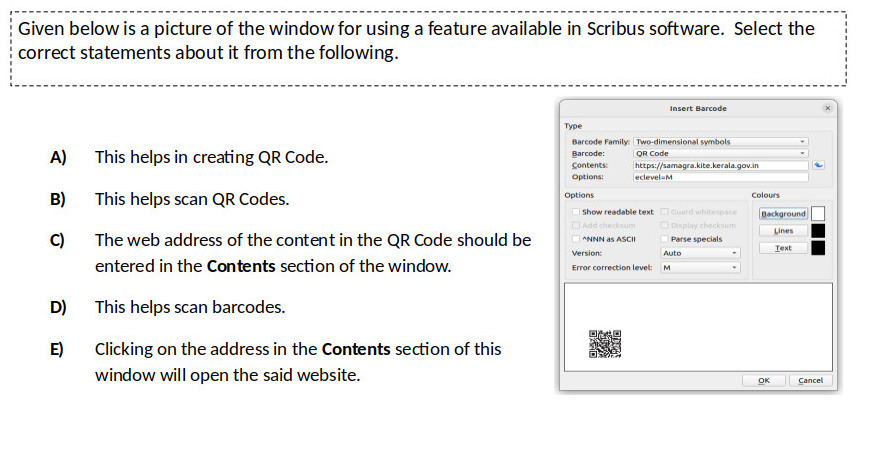 Given below is a picture of the window for using a feature available in Scribus software. Select the
correct statements about it from the following.
A) This helps in creating QR Code.
B) This helps scan QR Codes.
C) The web address of the content in the QR Code should be
entered in the Contents section of the window.
D) This helps scan barcodes.
E) Clicking on the address in the Contents section of this
window will open the said website.
Insert Barcode
Type
Barcode Family: Two-dimensional symbols
Barcode: QR Code
Contents: https://samagra.kite.kerala.gov.in
Options: eclevel=M
Options Colours
Show readable text Guard whitespace Background
Add checksum Display checksum
Lines
^NNN as ASCII Parse specials
Text
Version: Auto
Error correction level: M
OK Cancel